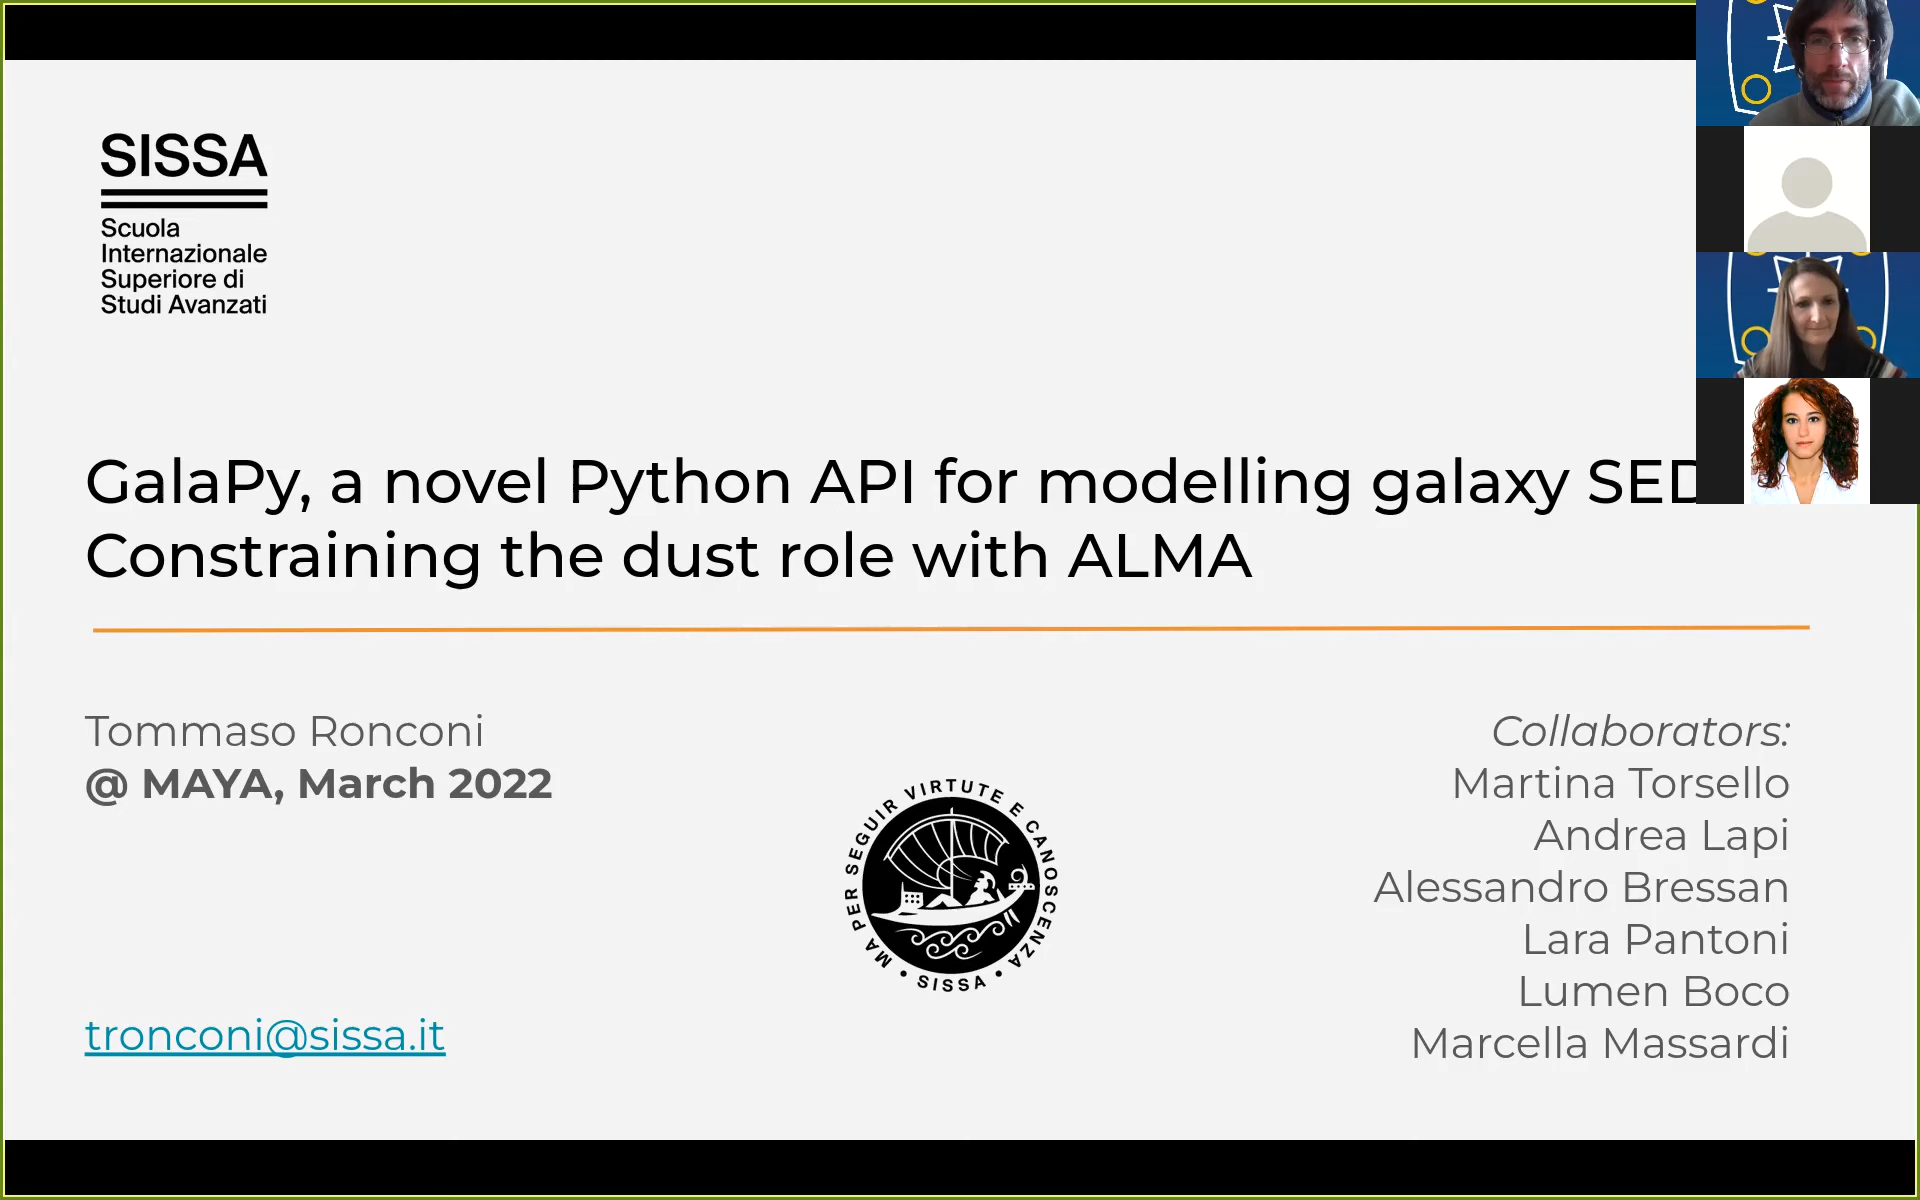 SISSA
Scuola
Internazionale
Superiore di
Studi Avanzati
GalaPy, a novel Python API for modelling galaxy SED
Constraining the dust role with ALMA
Tommaso Ronconi
@ MAYA, March 2022
tronconi@sissa.it
MA PER SEGUIR VIRTUTE E CANOSCENZA • SISSA •
Collaborators:
Martina Torsello
Andrea Lapi
Alessandro Bressan
Lara Pantoni
Lumen Boco
Marcella Massardi